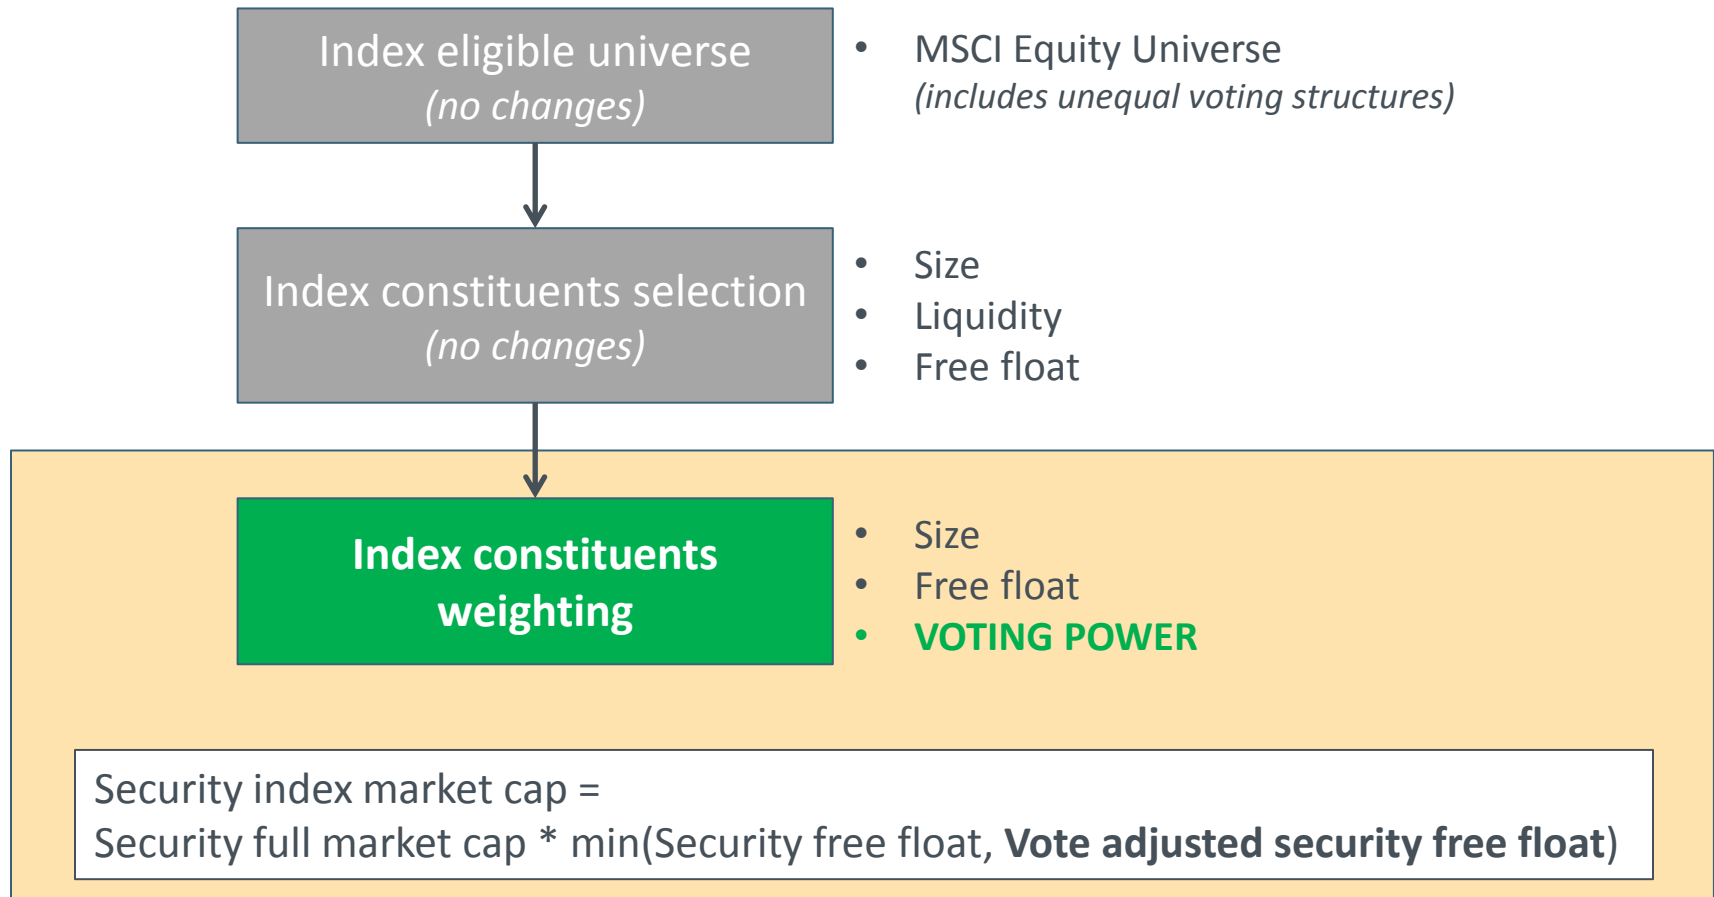 Index eligible universe
(no changes)
• MSCI Equity Universe
(includes unequal voting structures)
Index constituents selection
(no changes)
• Size
• Liquidity
• Free float
Index constituents
weighting
• Size
• Free float
• VOTING POWER
Security index market cap =
Security full market cap * min(Security free float, Vote adjusted security free float)